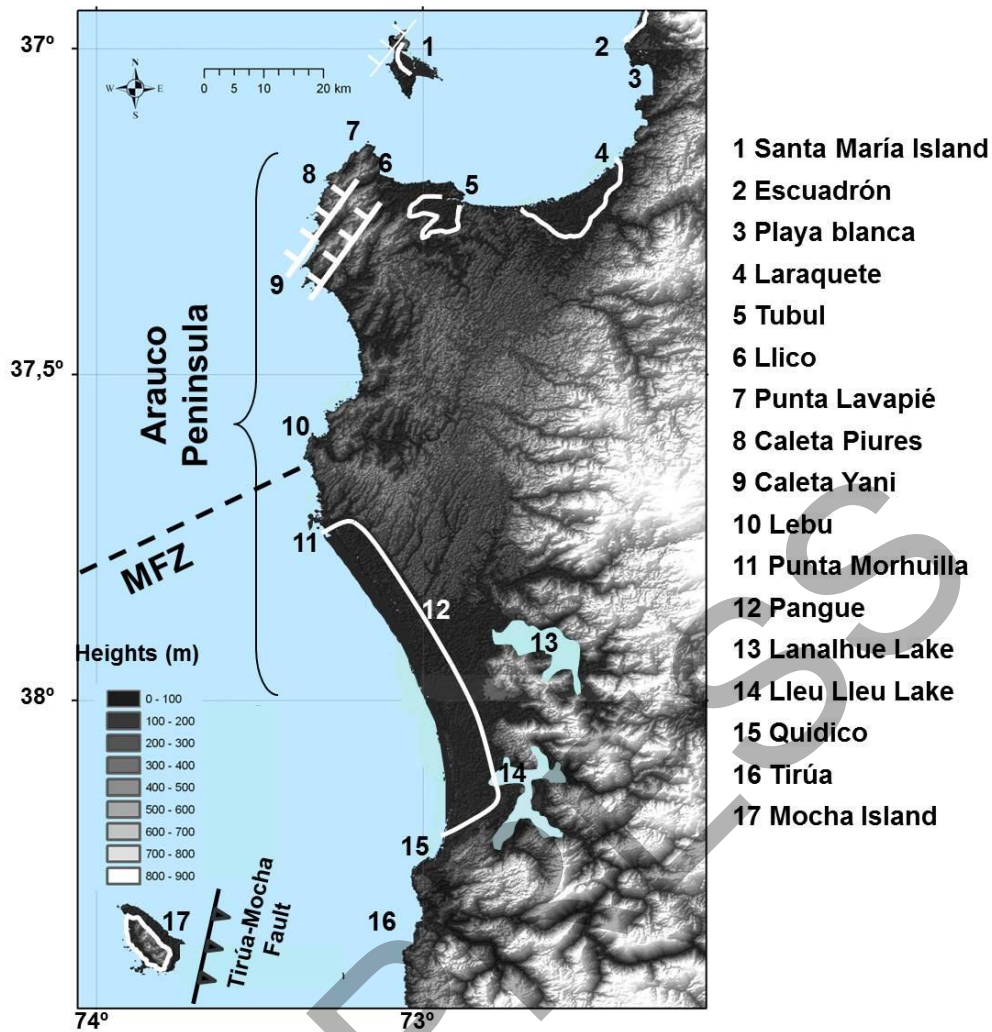 37º
1
2
N
W E
S
0 5 10 20 km
3
7
4
6
8
5
9
1 Santa María Island
2 Escuadrón
3 Playa blanca
4 Laraquete
5 Tubul
6 Llico
7 Punta Lavapié
8 Caleta Piures
9 Caleta Yani
10 Lebu
11 Punta Morhuilla
12 Pangue
13 Lanalhue Lake
14 Lleu Lleu Lake
15 Quidico
16 Tirúa
17 Mocha Island
Arauco
Peninsula
37,5º
10
MFZ
11
12
13
38º
14
15
16
17
Heights (m)
0 - 100
100 - 200
200 - 300
300 - 400
400 - 500
500 - 600
600 - 700
700 - 800
800 - 900
Tirúa-Mocha
Fault
74º
73º